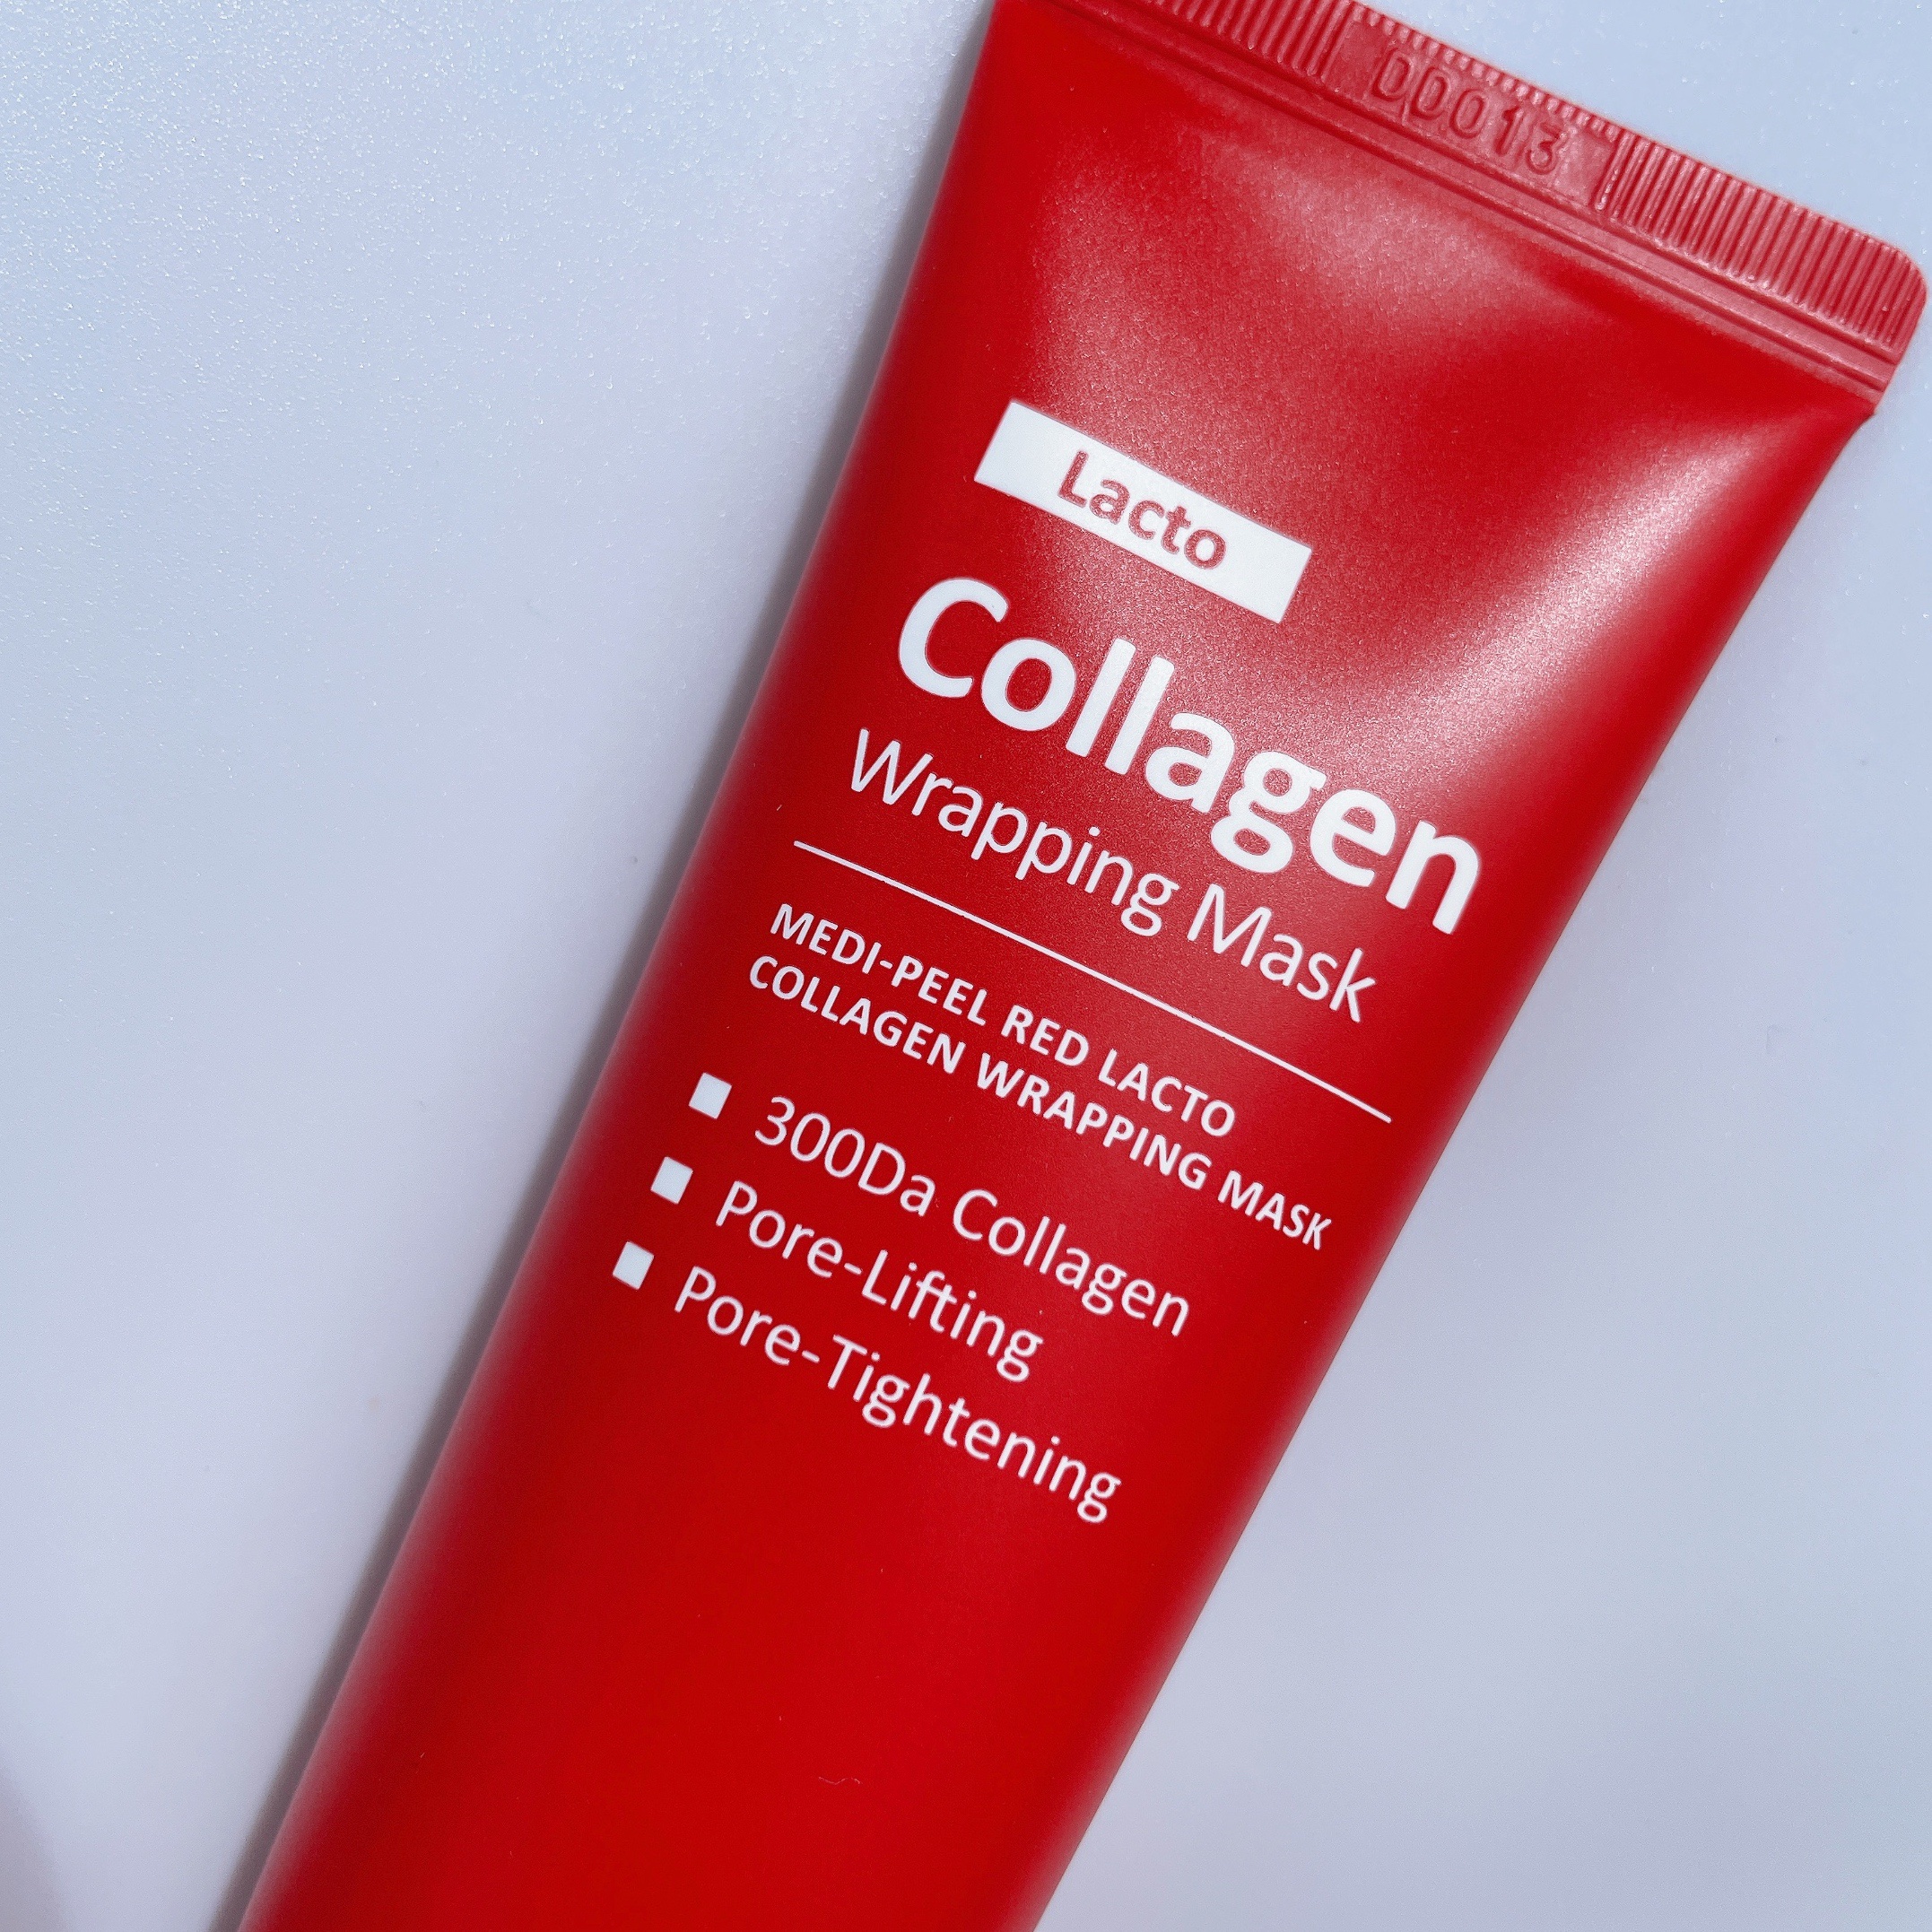 DD013
Lacto
Collagen
Wrapping Mask
MEDI-PEEL RED LACTO
COLLAGEN WRAPPING MASK
■ 300Da Collagen
■ Pore-Lifting
■ Pore-Tightening